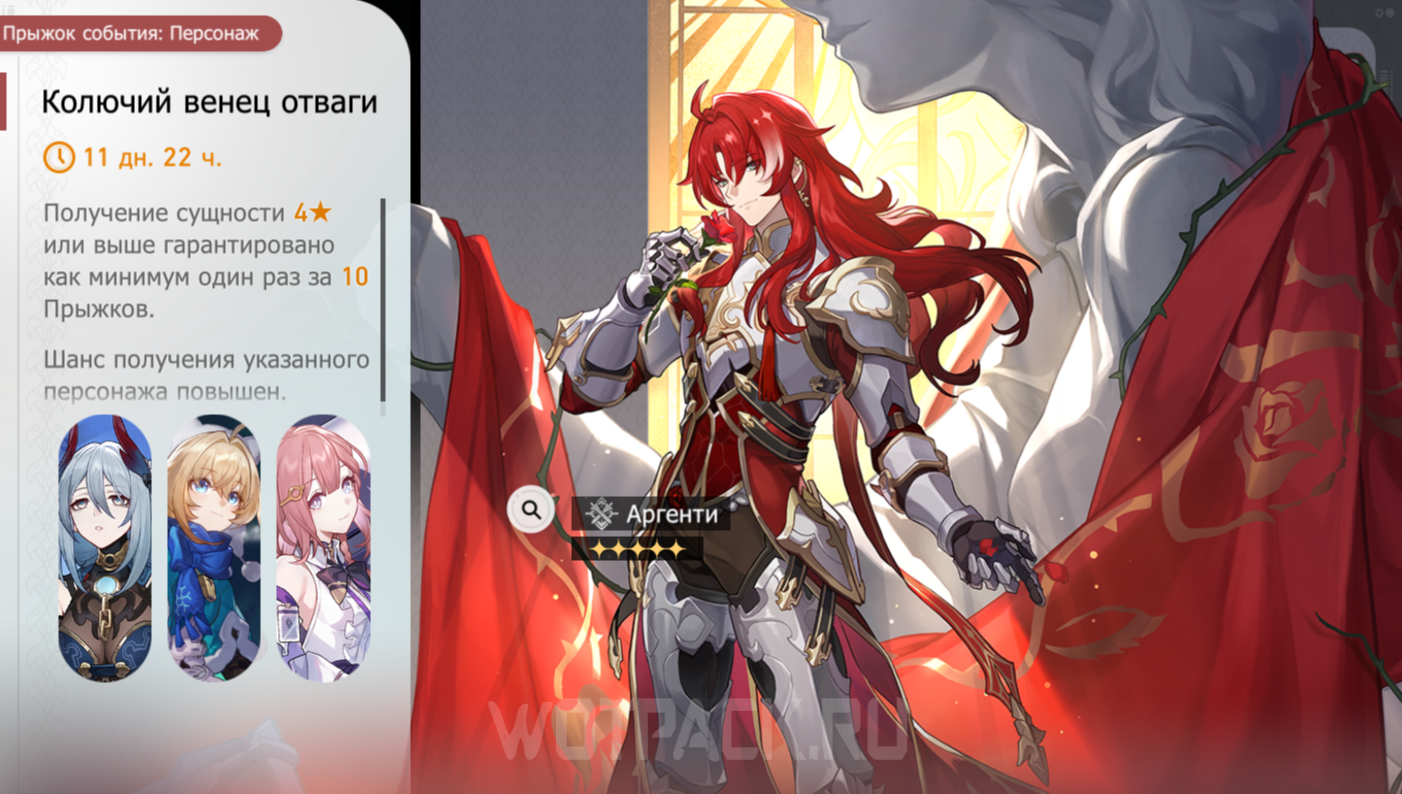 Прыжок события: Персонаж
Колючий венец отваги
11 дн. 22 ч.
Получение сущности 4★
или выше гарантировано
как минимум один раз за 10
Прыжков.
Шанс получения указанного
персонажа повышен.
Аргенти
WOTPACK.RU